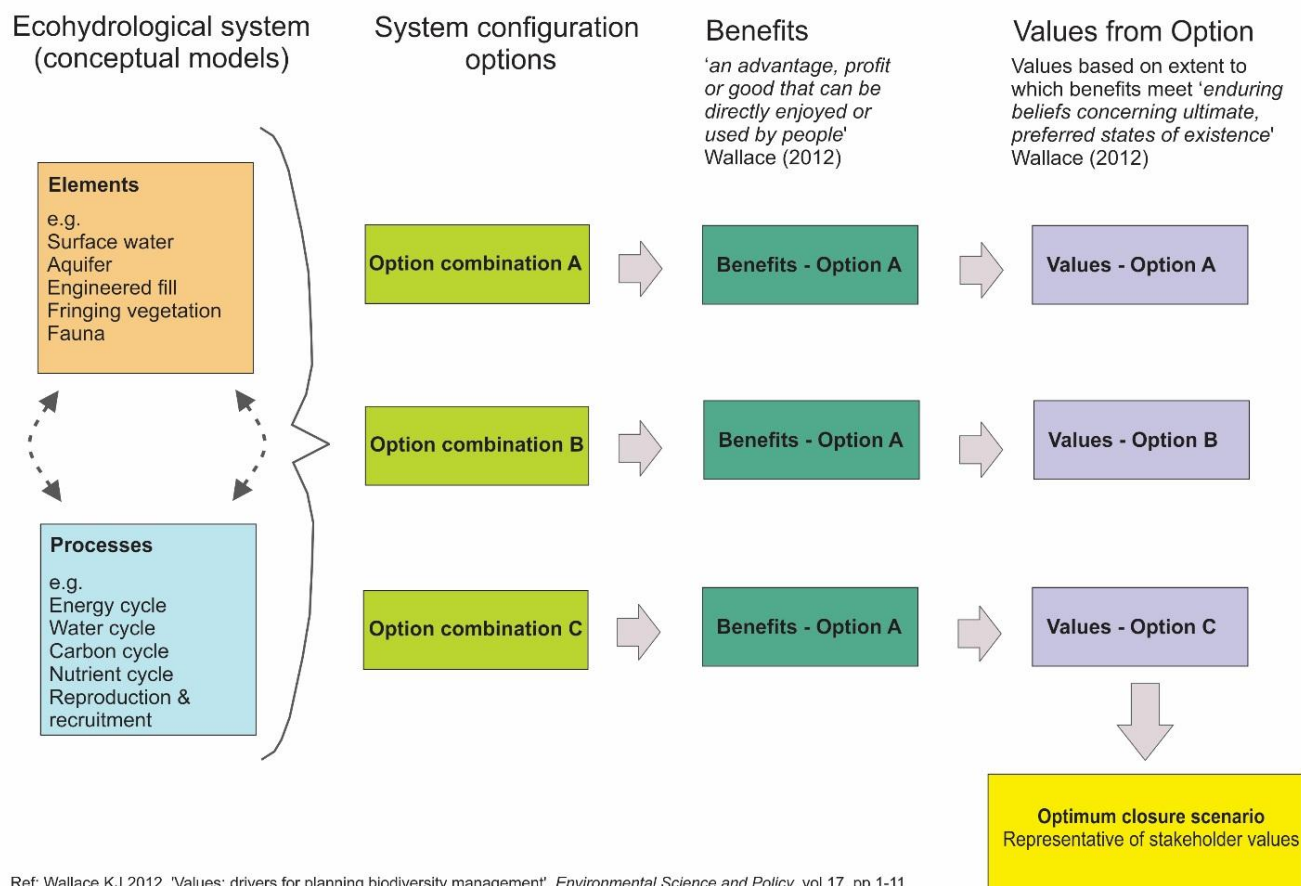 Ecohydrological system
(conceptual models)
System configuration
options
Benefits
'an advantage, profit
or good that can be
directly enjoyed or
used by people'
Wallace (2012)
Values from Option
Values based on extent to
which benefits meet 'enduring
beliefs concerning ultimate,
preferred states of existence'
Wallace (2012)
Elements
e.g.
Surface water
Aquifer
Engineered fill
Fringing vegetation
Fauna
Processes
e.g.
Energy cycle
Water cycle
Carbon cycle
Nutrient cycle
Reproduction &
recruitment
Option combination A
Benefits - Option A
Values - Option A
Option combination B
Benefits - Option A
Values - Option B
Option combination C
Benefits - Option A
Values - Option C
Optimum closure scenario
Representative of stakeholder values
Ref: Wallace KJ 2012, 'Values: drivers for planning biodiversity management', Environmental Science and Policy, vol 17, pp 1-11